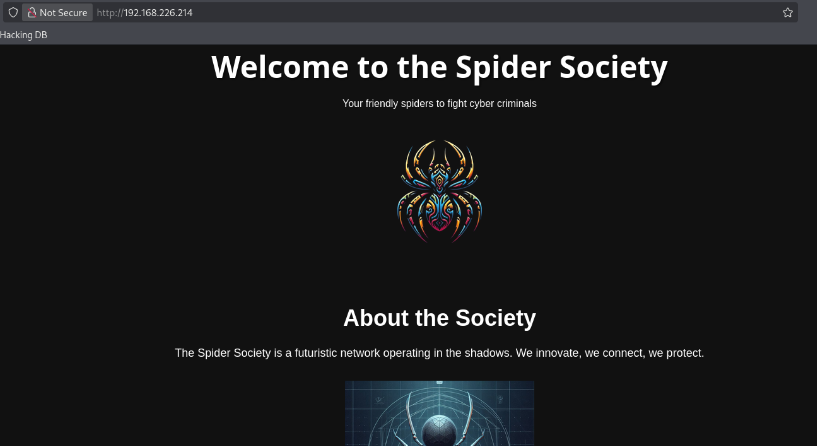 Not Secure http://192.168.226.214
Hacking DB
Welcome to the Spider Society
Your friendly spiders to fight cyber criminals
About the Society
The Spider Society is a futuristic network operating in the shadows. We innovate, we connect, we protect.